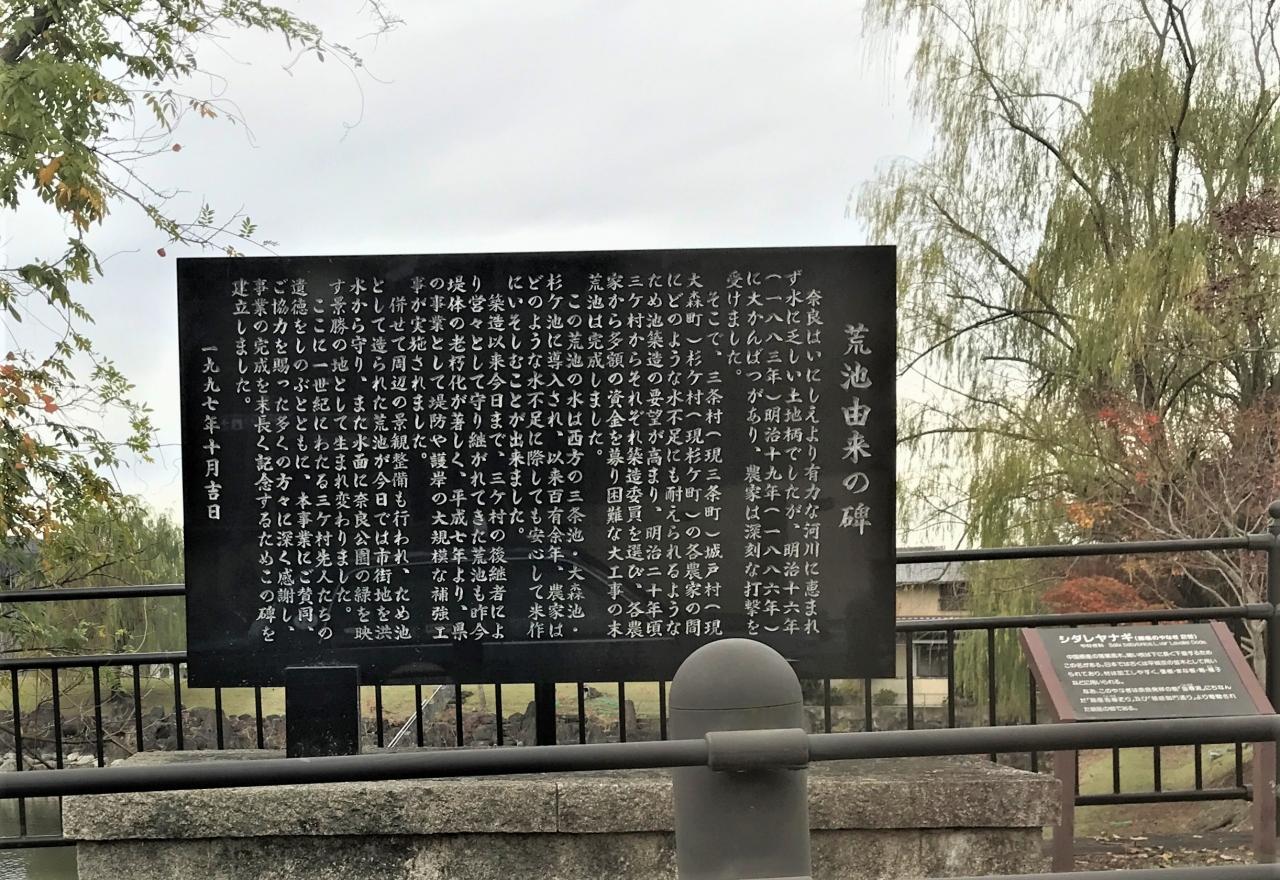 荒池由来の碑
奈良はいにしえより有力な河川に恵まれ
ず水に乏しい土地柄でしたが、明治十六年
（一八八三年）明治十九年（一八八六年）
に大かんばつがあり、農家は深刻な打撃を
受けました。
そこで、三条村（現三条町）城戸村（現
大森町）杉ケ村（現杉ケ町）の各農家の間
にどのような水不足にも耐えられるような
ため池築造の要望が高まり、明治二十年頃
三ケ村からそれぞれ築造委員を選び、各農
家から多額の資金を募り困難な大工事の末
荒池は完成しました。
この荒池の水は西方の三条池・大森池・
杉ケ池に導入され、以来百有余年、農家は
どのような水不足に際しても安心して米作
にいそしむことが出来ました。
築造以来今日まで、三ケ村の後継者によ
り営々として守り継がれてきた荒池も昨今
堤体の老朽化が著しく、平成七年より、県
の事業として堤防や護岸の大規模な補強工
事が実施されました。
併せて周辺の景観整備も行われ、ため池
として造られた荒池が今日では市街地を洪
水から守り、また水面に奈良公園の緑を映
す景勝の地として生まれ変わりました。
ここに一世紀にわたる三ケ村先人たちの
遺徳をしのぶとともに、本事業にご賛同、
ご協力を賜った多くの方々に深く感謝し、
事業の完成を末長く記念するためこの碑を
建立しました。
一九九七年十月吉日
シダレヤナギ